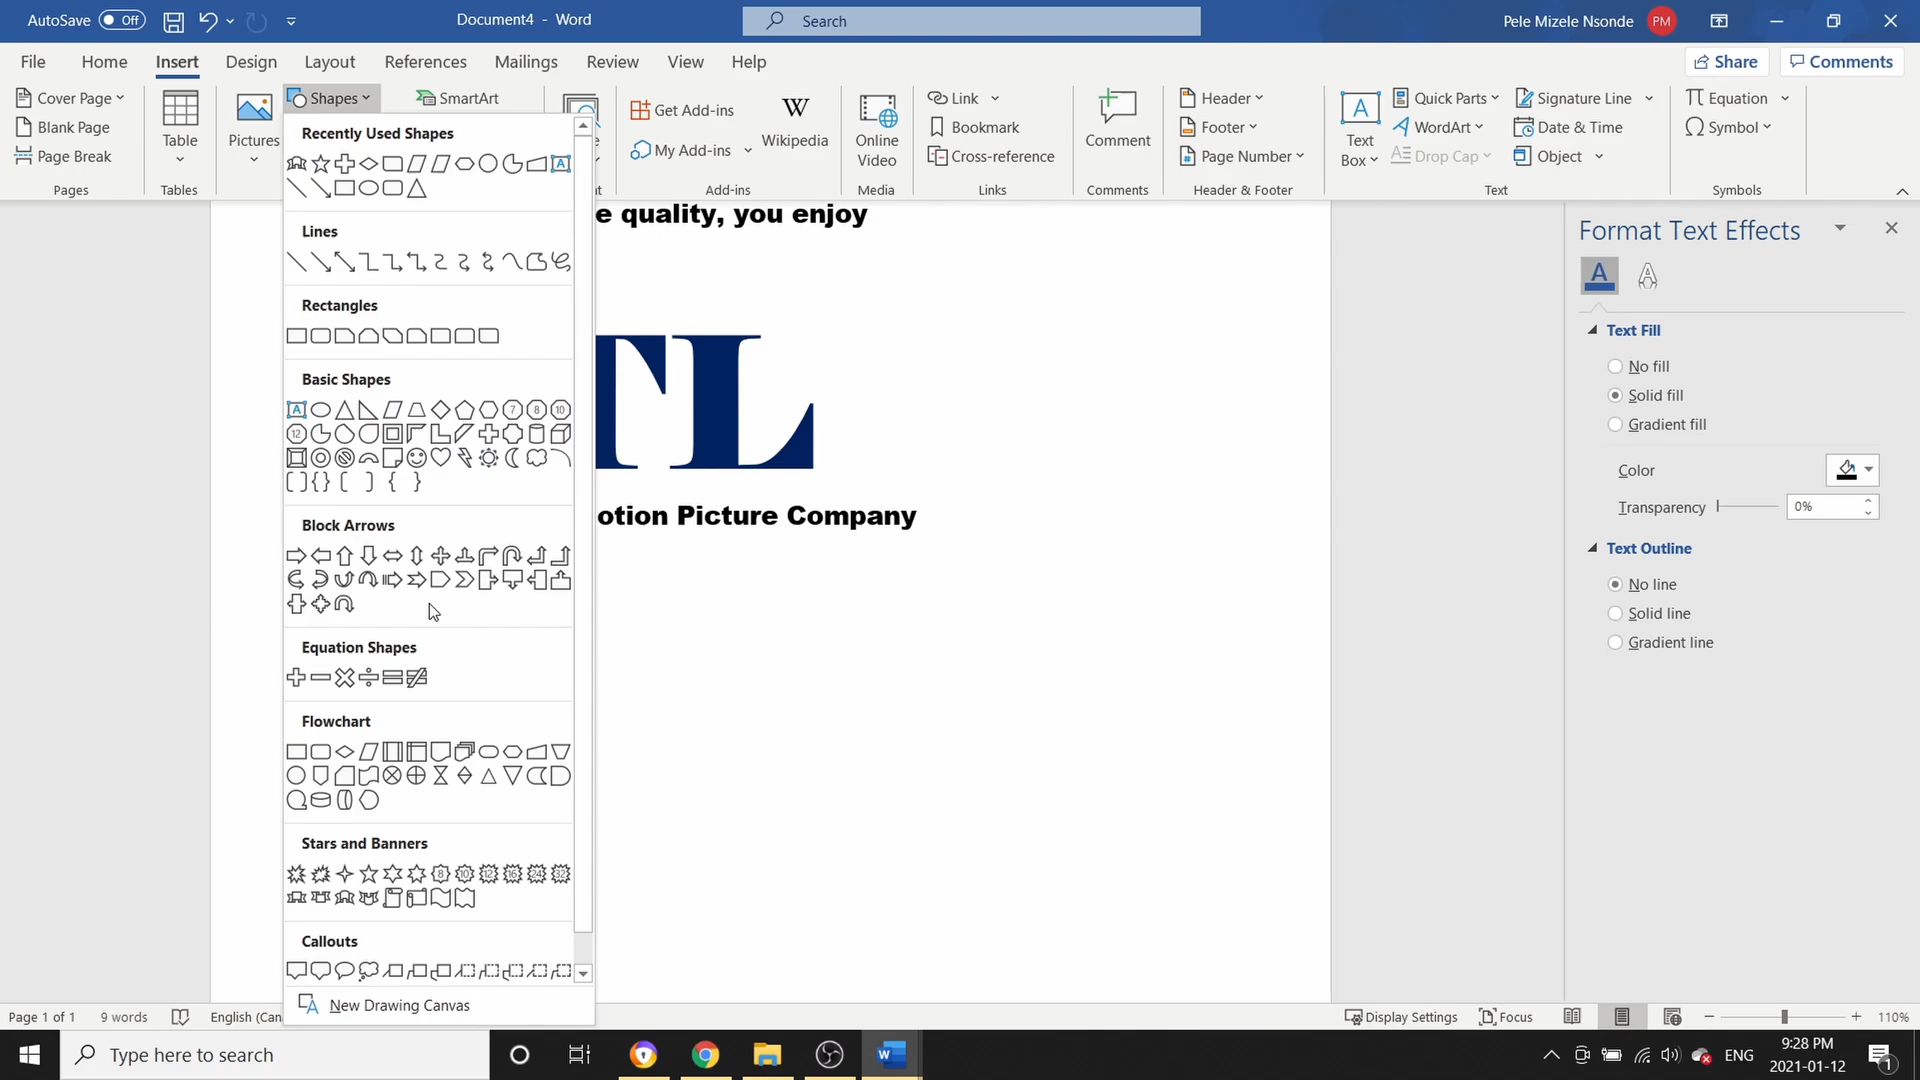 AutoSave Off Document4 - Word Search Pele Mizele Nsonde PM
File Home Insert Design Layout References Mailings Review View Help Share Comments
Cover Page
Blank Page
Page Break
Pages
Table
Tables
Pictures
Shapes
SmartArt
Get Add-ins
My Add-ins
Wikipedia
Add-ins
Online
Video
Media
Link
Bookmark
Cross-reference
Links
Comment
Comments
Header
Footer
Page Number
Header & Footer
Text
Box
Quick Parts
WordArt
Drop Cap
Signature Line
Date & Time
Object
Text
Equation
Symbol
Symbols
Recently Used Shapes
Lines
Rectangles
Basic Shapes
Block Arrows
Equation Shapes
Flowchart
Stars and Banners
Callouts
New Drawing Canvas
e quality, you enjoy
TL
otion Picture Company
Format Text Effects
Text Fill
No fill
Solid fill
Gradient fill
Color
Transparency 0%
Text Outline
No line
Solid line
Gradient line
Page 1 of 1 9 words English (Can Display Settings Focus 110%
Type here to search ENG 9:28 PM
2021-01-12 1